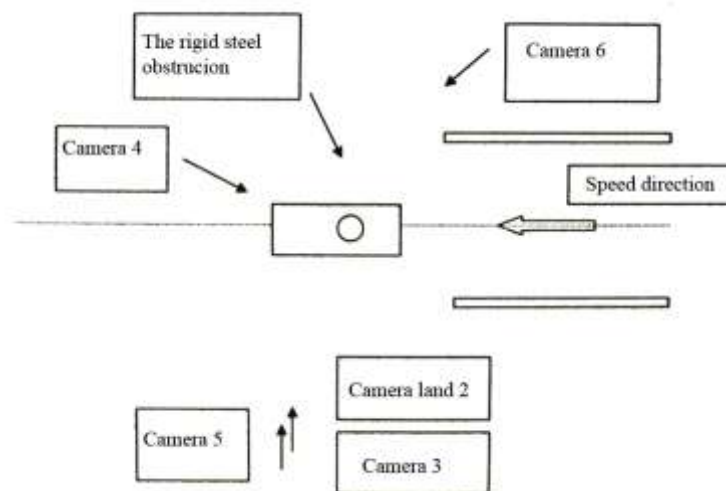 The rigid steel
obstrucion
Camera 6
Camera 4
Speed direction
Camera land 2
Camera 5
Camera 3